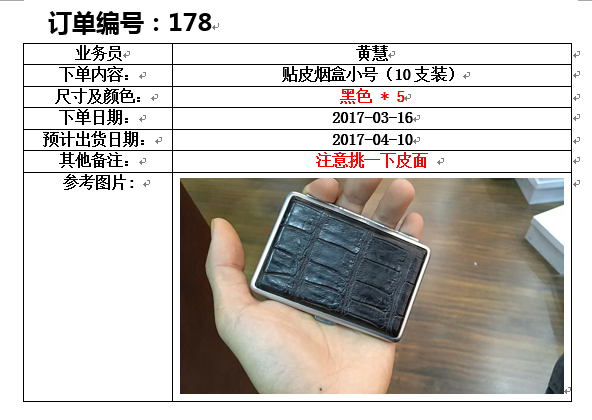 订单编号：178
业务员 黄慧
下单内容： 贴皮烟盒小号（10支装）
尺寸及颜色： 黑色 * 5
下单日期： 2017-03-16
预计出货日期： 2017-04-10
其他备注： 注意挑一下皮面
参考图片: